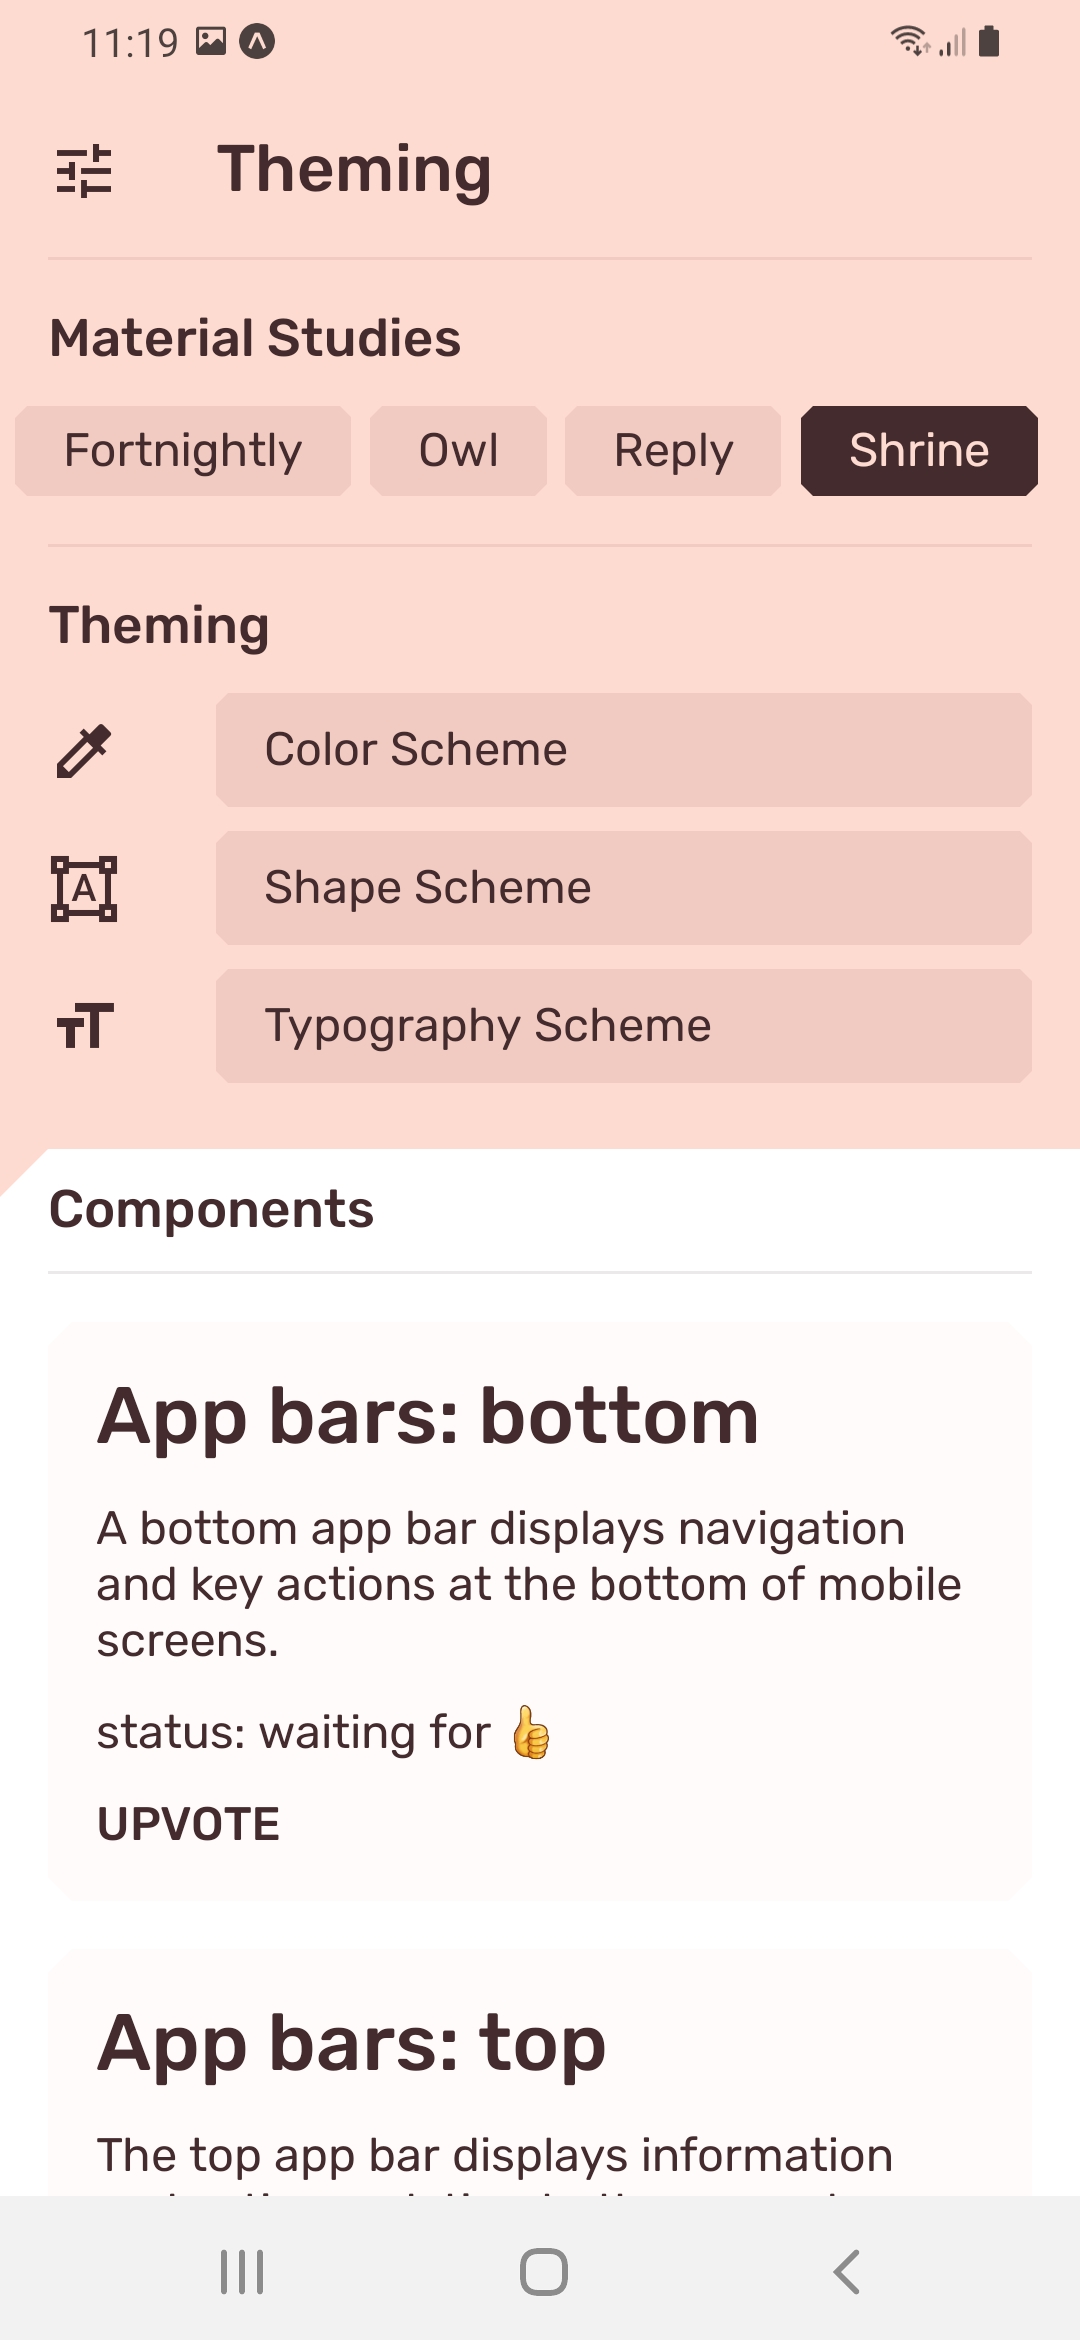 11:19
Theming
Material Studies
Fortnightly Owl Reply Shrine
Theming
Color Scheme
A
Shape Scheme
Typography Scheme
Components
App bars: bottom
A bottom app bar displays navigation
and key actions at the bottom of mobile
screens.
status: waiting for 👍
UPVOTE
App bars: top
The top app bar displays information